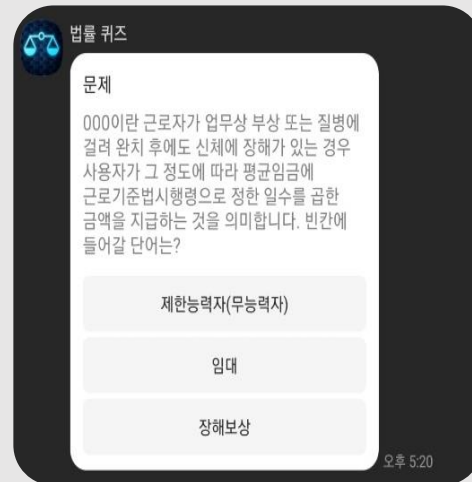 법률 퀴즈
문제
000이란 근로자가 업무상 부상 또는 질병에
걸려 완치 후에도 신체에 장해가 있는 경우
사용자가 그 정도에 따라 평균임금에
근로기준법시행령으로 정한 일수를 곱한
금액을 지급하는 것을 의미합니다. 빈칸에
들어갈 단어는?
제한능력자(무능력자)
임대
장해보상
오후 5:20